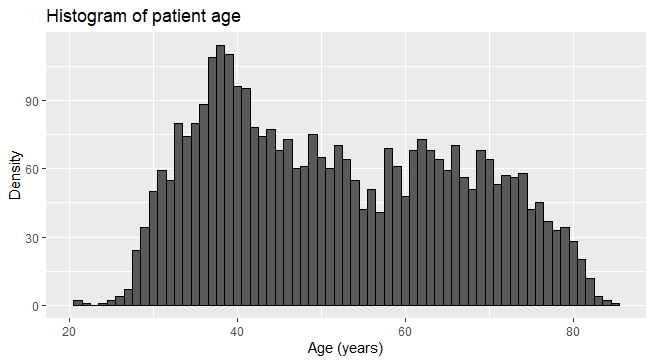 Histogram of patient age
Density
90
60
30
0
20 40 60 80
Age (years)